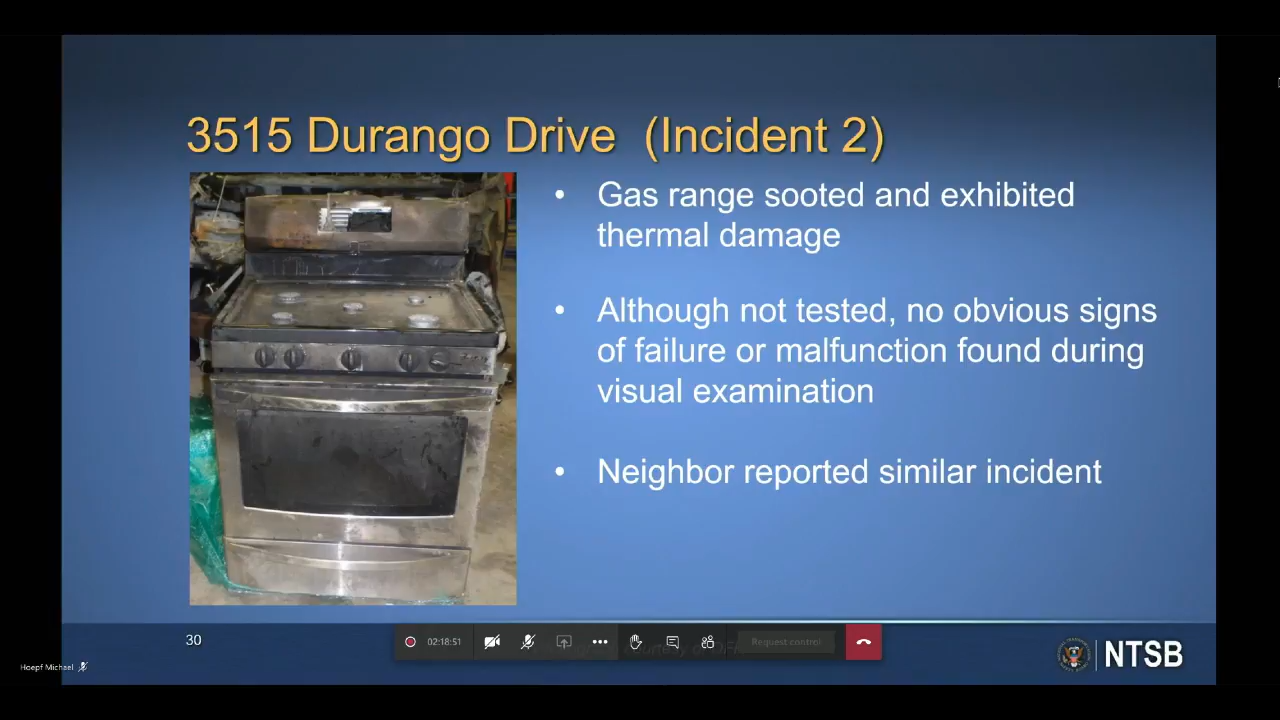 3515 Durango Drive (Incident 2)
• Gas range sooted and exhibited
thermal damage
• Although not tested, no obvious signs
of failure or malfunction found during
visual examination
• Neighbor reported similar incident
30
02:18:51
Request control
NTSB
Hoepf Michael